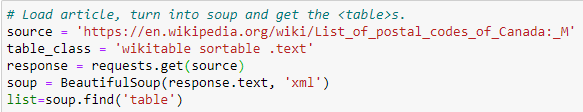 # Load article, turn into soup and get the <table>s.
source = 'https://en.wikipedia.org/wiki/List_of_postal_codes_of_Canada:_M'
table_class = 'wikitable sortable .text'
response = requests.get(source)
soup = BeautifulSoup(response.text, 'xml')
list=soup.find('table')